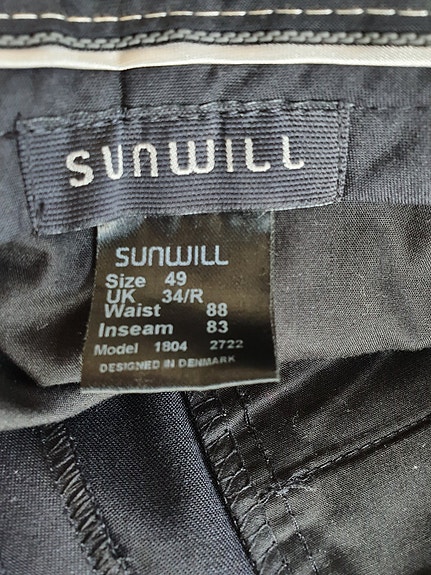 SUNWILL
SUNWILL
Size 49
UK 34/R
Waist 88
Inseam 83
Model 1804 2722
DESIGNED IN DENMARK